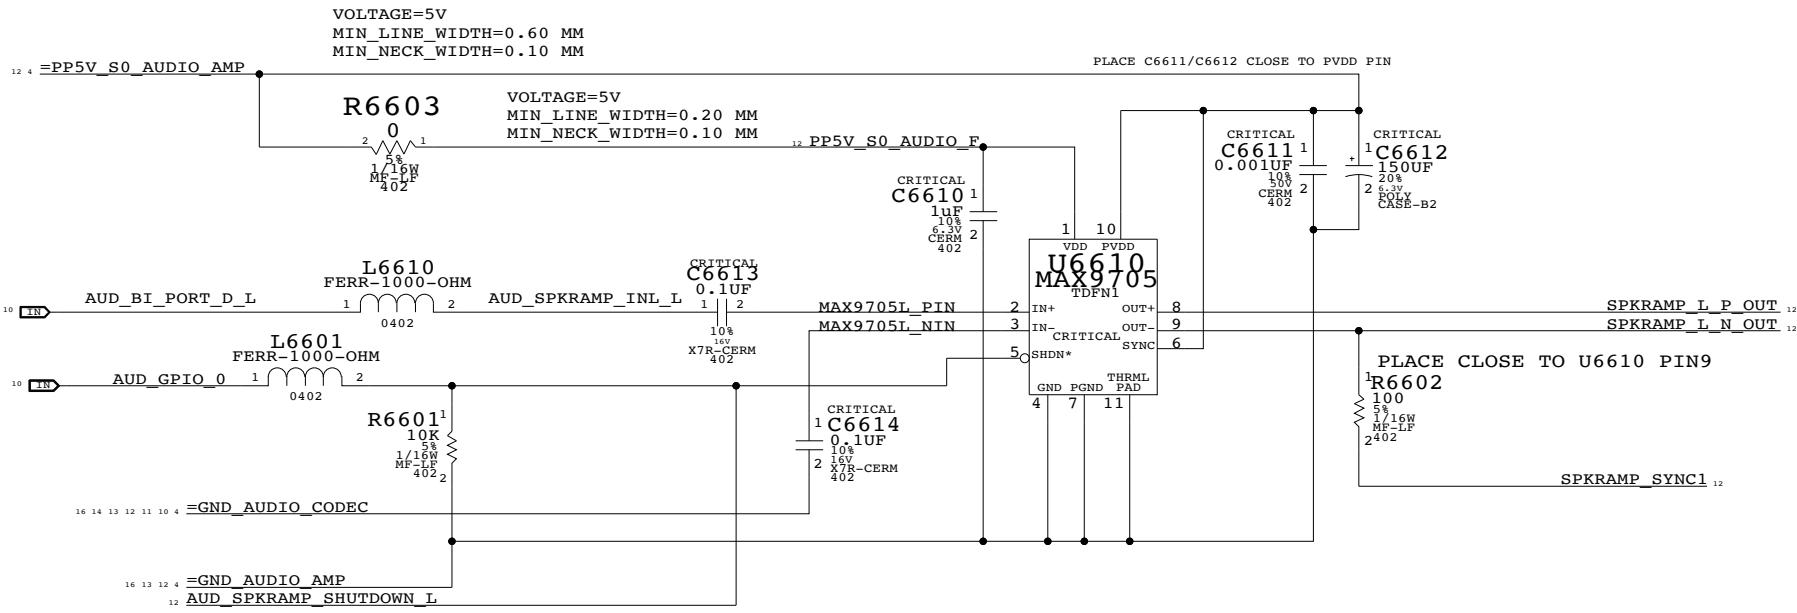 VOLTAGE=5V
MIN_LINE_WIDTH=0.60 MM
MIN_NECK_WIDTH=0.10 MM
12 4 =PP5V_S0_AUDIO_AMP
PLACE C6611/C6612 CLOSE TO PVDD PIN
R6603
0
2 1
5%
1/16W
MF-LF
402
VOLTAGE=5V
MIN_LINE_WIDTH=0.20 MM
MIN_NECK_WIDTH=0.10 MM
12 PP5V_S0_AUDIO_F
CRITICAL
C6610 1
1uF
10%
6.3V 2
CERM
402
CRITICAL
C6611 1
0.001UF
10%
50V 2
CERM
402
CRITICAL
+ 1 C6612
150UF
20%
2 6.3V
POLY
CASE-B2
1 10
VDD PVDD
U6610
MAX9705
TDFN1
L6610
FERR-1000-OHM
10 IN AUD_BI_PORT_D_L 1 2 AUD_SPKRAMP_INL_L
0402
CRITICAL
C6613
0.1UF
1 2
10%
16V
X7R-CERM
402
MAX9705L_PIN 2 IN+ OUT+ 8 SPKRAMP_L_P_OUT 12
MAX9705L_NIN 3 IN- OUT- 9 SPKRAMP_L_N_OUT 12
CRITICAL SYNC 6
5 SHDN*
THRML
GND PGND PAD
4 7 11
L6601
FERR-1000-OHM
10 IN AUD_GPIO_0 1 2
0402
PLACE CLOSE TO U6610 PIN9
1
R6602
100
5%
1/16W
MF-LF
2 402
R6601 1
10K
5%
1/16W
MF-LF
402 2
CRITICAL
1 C6614
0.1UF
10%
2 16V
X7R-CERM
402
SPKRAMP_SYNC1 12
16 14 13 12 11 10 4 =GND_AUDIO_CODEC
16 13 12 4 =GND_AUDIO_AMP
12 AUD_SPKRAMP_SHUTDOWN_L